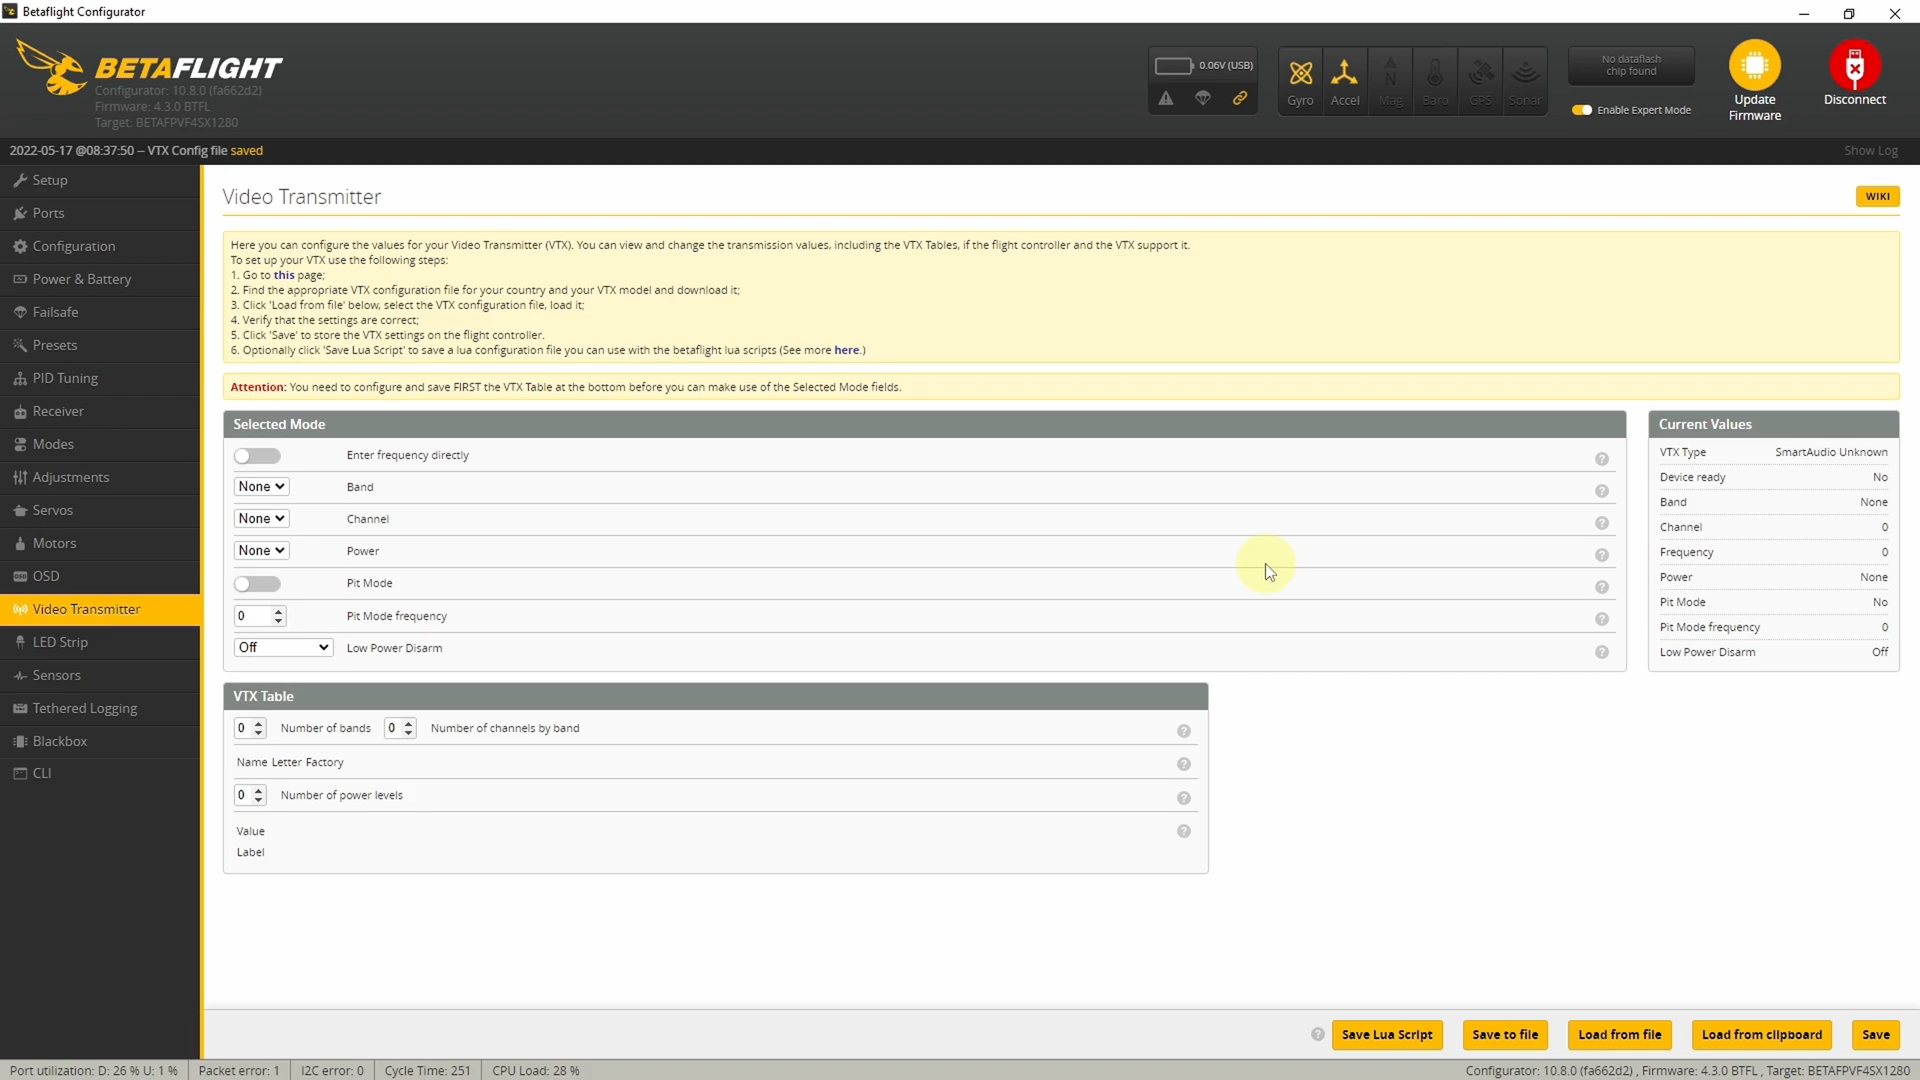 Betaflight Configurator
BETAFLIGHT
Configurator: 10.8.0 (fa662d2)
Firmware: 4.3.0 BTFL
Target: BETAFPVF4SX1280
0.06V (USB)
Gyro
Accel
Mag
Baro
GPS
Sonar
No dataflash
chip found
Enable Expert Mode
Update
Firmware
Disconnect
2022-05-17 @08:37:50 -- VTX Config file saved
Show Log
Setup
Ports
Configuration
Power & Battery
Failsafe
Presets
PID Tuning
Receiver
Modes
Adjustments
Servos
Motors
OSD
Video Transmitter
LED Strip
Sensors
Tethered Logging
Blackbox
CLI
Video Transmitter
WIKI
Here you can configure the values for your Video Transmitter (VTX). You can view and change the transmission values, including the VTX Tables, if the flight controller and the VTX support it.
To set up your VTX use the following steps:
1. Go to this page;
2. Find the appropriate VTX configuration file for your country and your VTX model and download it;
3. Click 'Load from file' below, select the VTX configuration file, load it;
4. Verify that the settings are correct;
5. Click 'Save' to store the VTX settings on the flight controller.
6. Optionally click 'Save Lua Script' to save a lua configuration file you can use with the betaflight lua scripts (See more here.)
Attention: You need to configure and save FIRST the VTX Table at the bottom before you can make use of the Selected Mode fields.
Selected Mode
Enter frequency directly ?
None Band ?
None Channel ?
None Power ?
Pit Mode ?
0 Pit Mode frequency ?
Off Low Power Disarm ?
Current Values
VTX Type SmartAudio Unknown
Device ready No
Band None
Channel 0
Frequency 0
Power None
Pit Mode No
Pit Mode frequency 0
Low Power Disarm Off
VTX Table
0 Number of bands 0 Number of channels by band ?
Name Letter Factory ?
0 Number of power levels ?
Value ?
Label
? Save Lua Script Save to file Load from file Load from clipboard Save
Port utilization: D: 26 % U: 1 % Packet error: 1 I2C error: 0 Cycle Time: 251 CPU Load: 28 % Configurator: 10.8.0 (fa662d2) , Firmware: 4.3.0 BTFL , Target: BETAFPVF4SX1280